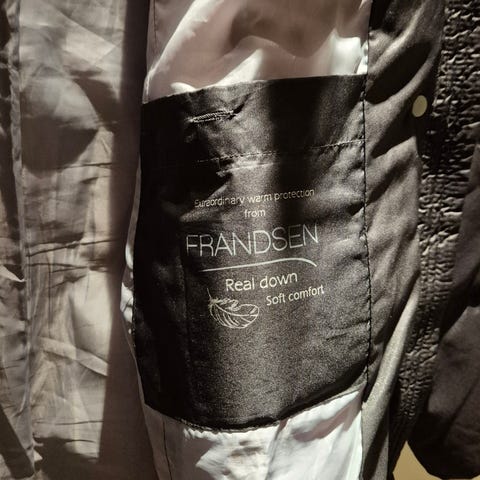 Extraordinary warm protection
from
FRANDSEN
Real down
Soft comfort